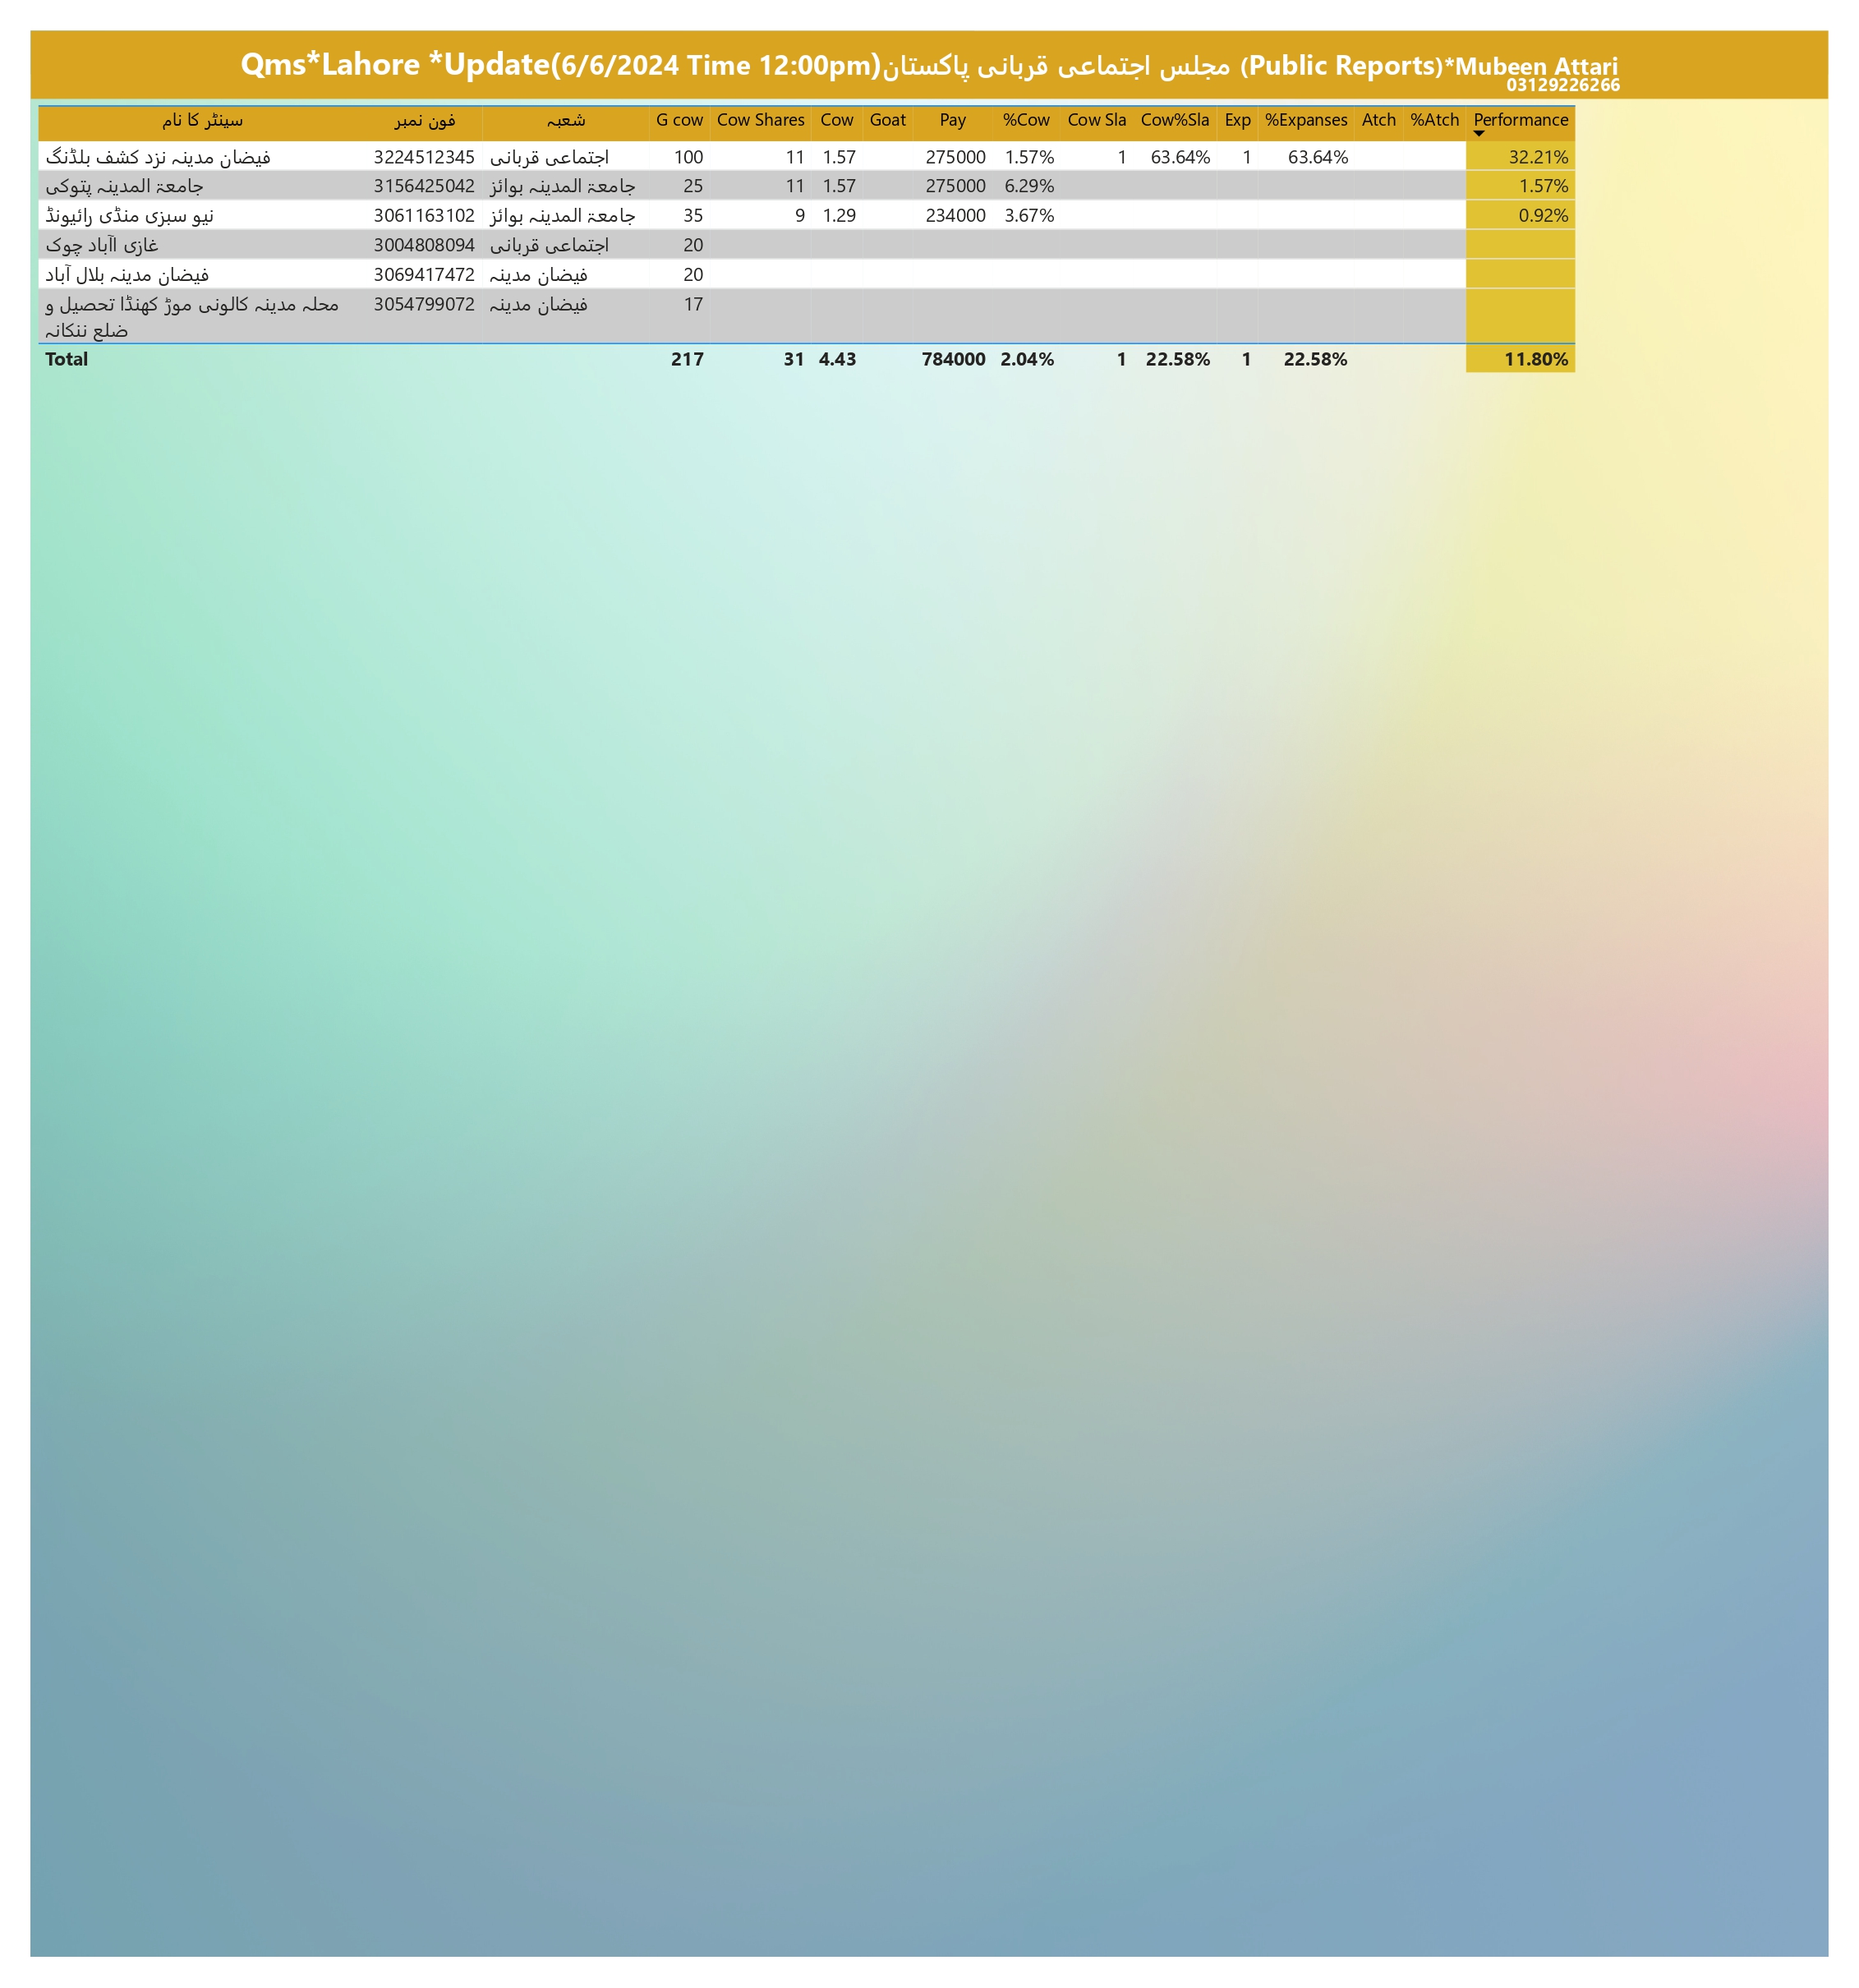 Qms*Lahore *Update(6/6/2024 Time 12:00pm)مجلس اجتماعی قربانی پاکستان (Public Reports)*Mubeen Attari
03129226266
سینٹر کا نام فون نمبر شعبہ G cow Cow Shares Cow Goat Pay %Cow Cow Sla Cow%Sla Exp %Expanses Atch %Atch Performance
فیضان مدینہ نزد کشف بلڈنگ 3224512345 اجتماعی قربانی 100 11 1.57 275000 1.57% 1 63.64% 1 63.64% 32.21%
جامعۃ المدینہ پتوکی 3156425042 جامعۃ المدینہ بوائز 25 11 1.57 275000 6.29% 1.57%
نیو سبزی منڈی رائیونڈ 3061163102 جامعۃ المدینہ بوائز 35 9 1.29 234000 3.67% 0.92%
غازی اآباد چوک 3004808094 اجتماعی قربانی 20
فیضان مدینہ بلال آباد 3069417472 فیضان مدینہ 20
محلہ مدینہ کالونی موڑ کھنڈا تحصیل و 3054799072 فیضان مدینہ 17
ضلع ننکانہ
Total 217 31 4.43 784000 2.04% 1 22.58% 1 22.58% 11.80%